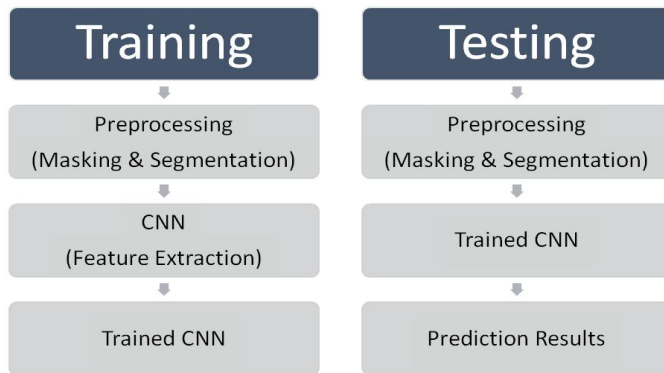 Training
Preprocessing
(Masking & Segmentation)
CNN
(Feature Extraction)
Trained CNN
Testing
Preprocessing
(Masking & Segmentation)
Trained CNN
Prediction Results